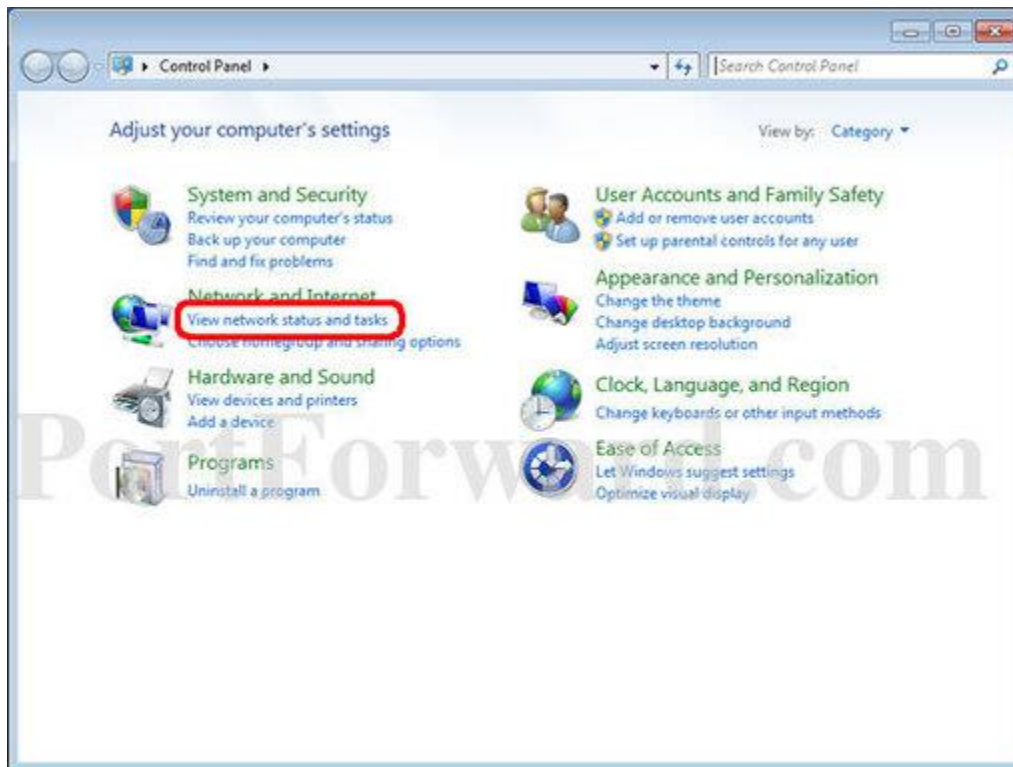 Control Panel
Search Control Panel
Adjust your computer's settings
View by: Category
System and Security
Review your computer's status
Back up your computer
Find and fix problems
Network and Internet
View network status and tasks
Choose homegroup and sharing options
Hardware and Sound
View devices and printers
Add a device
Programs
Uninstall a program
User Accounts and Family Safety
Add or remove user accounts
Set up parental controls for any user
Appearance and Personalization
Change the theme
Change desktop background
Adjust screen resolution
Clock, Language, and Region
Change keyboards or other input methods
Ease of Access
Let Windows suggest settings
Optimize visual display
PortForward.com